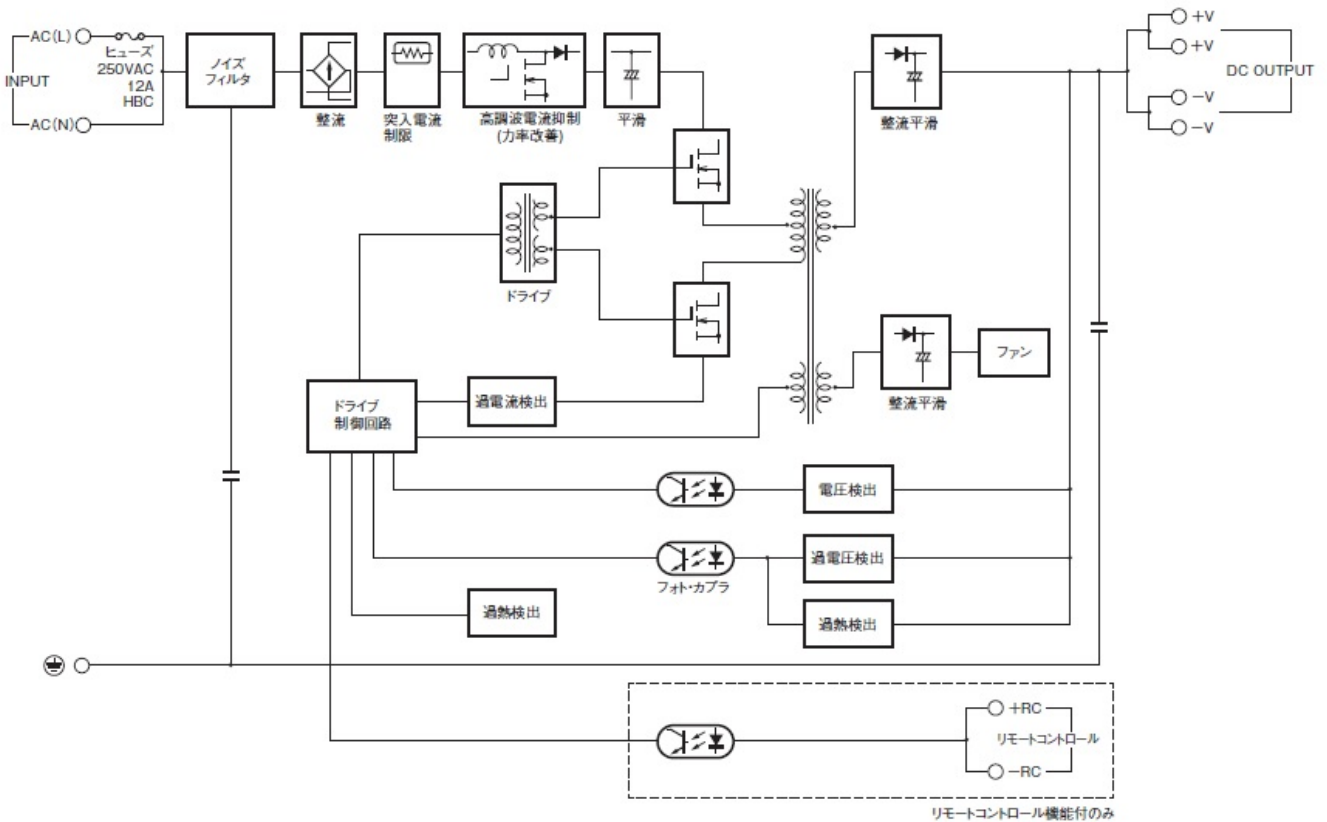 AC(L)
INPUT
AC(N)
ヒューズ
250VAC
12A
HBC
ノイズ
フィルタ
整流
突入電流
制限
高調波電流抑制
(力率改善)
平滑
整流平滑
+V
+V
DC OUTPUT
−V
−V
ドライブ
整流平滑
ファン
ドライブ
制御回路
過電流検出
電圧検出
過電圧検出
フォト・カプラ
過熱検出
過熱検出
+RC
リモートコントロール
−RC
リモートコントロール機能付のみ